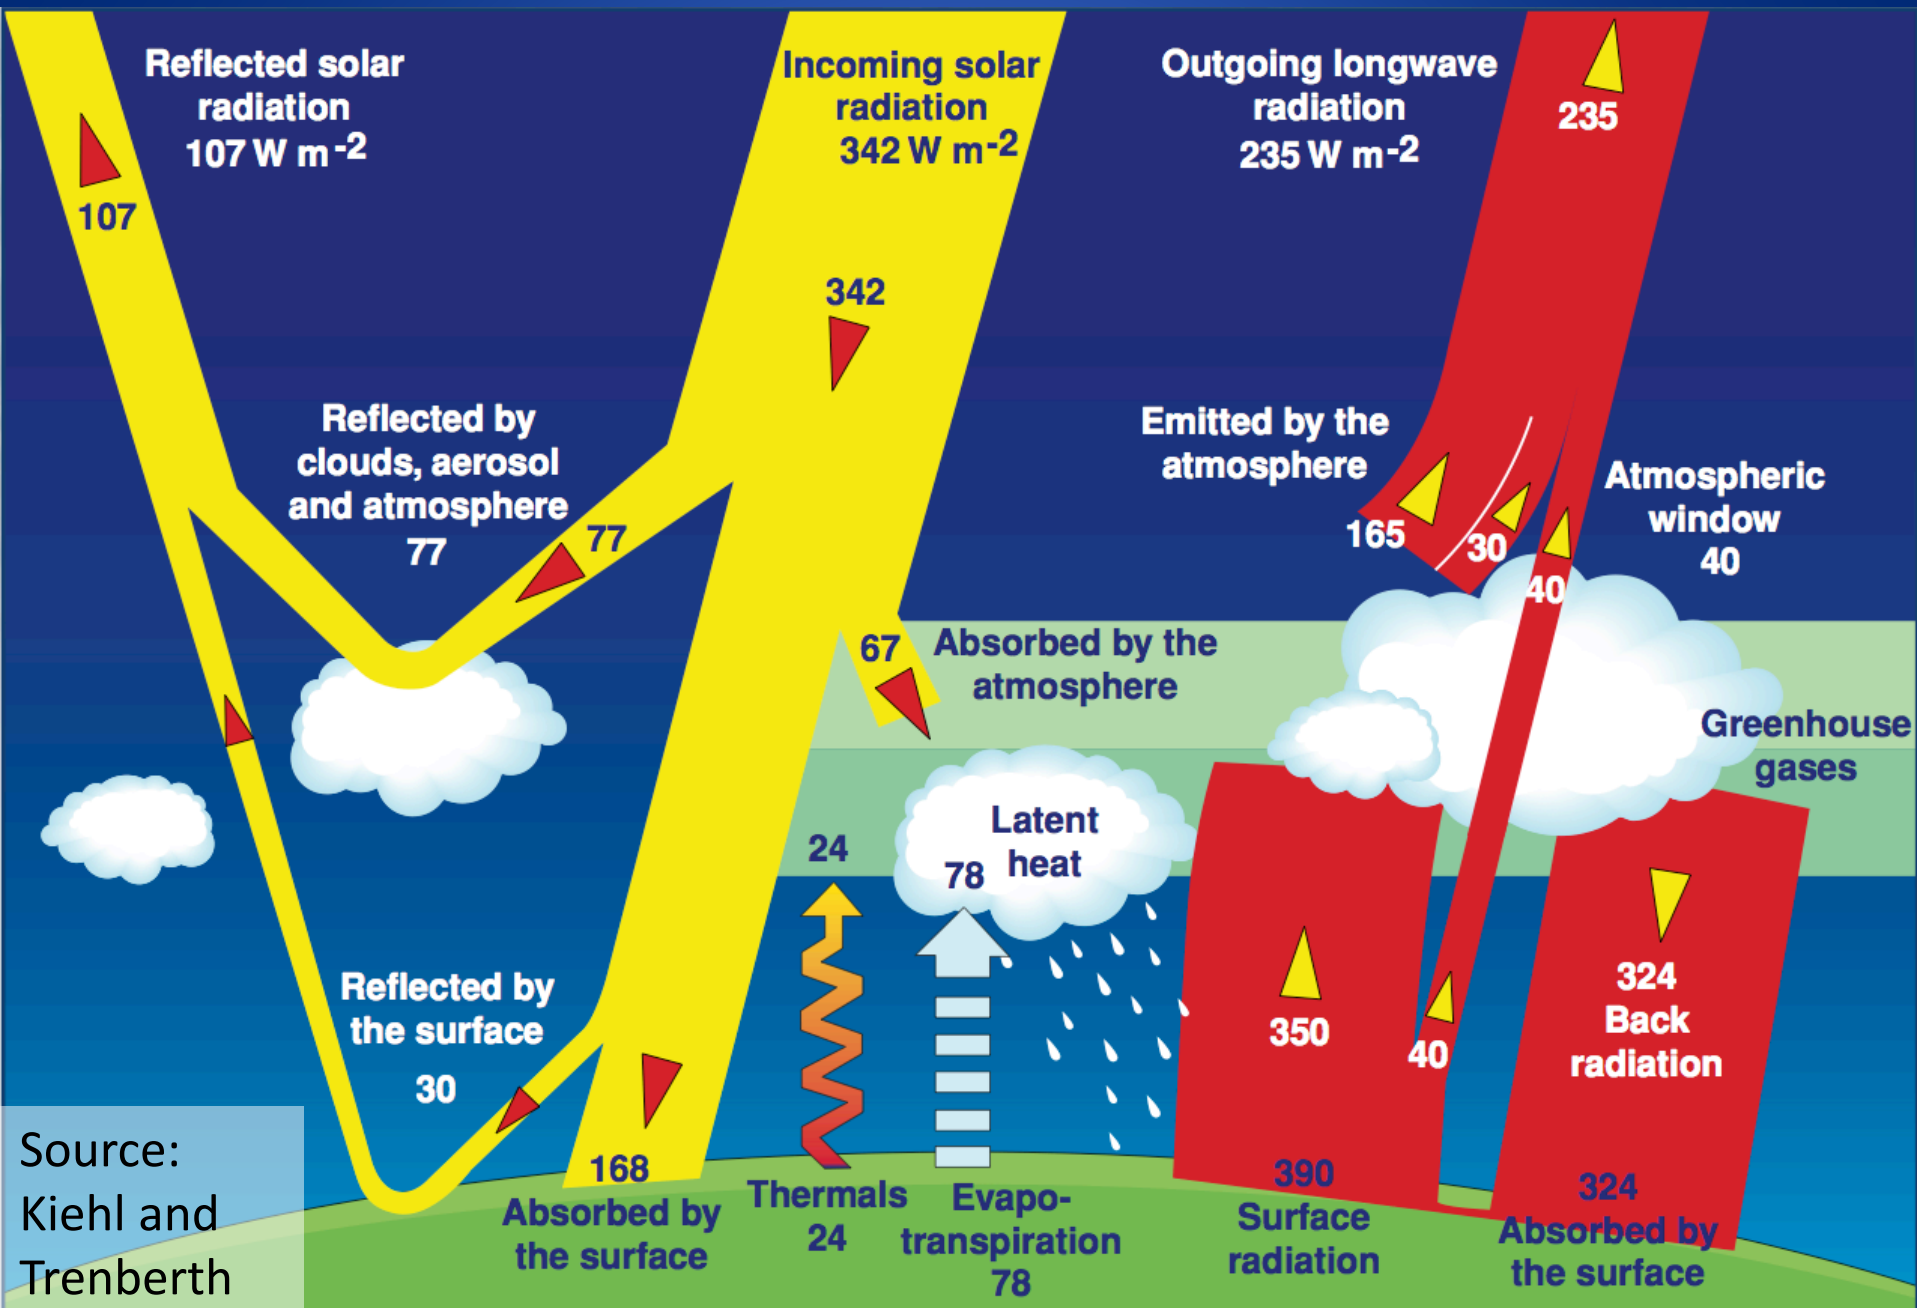 Reflected solar
radiation
107 W m-2
107
Incoming solar
radiation
342 W m-2
342
Outgoing longwave
radiation
235 W m-2
235
Reflected by
clouds, aerosol
and atmosphere
77
77
Emitted by the
atmosphere
165
30
40
Atmospheric
window
40
67
Absorbed by the
atmosphere
Greenhouse
gases
24
Latent
heat
78
350
40
324
Back
radiation
Reflected by
the surface
30
168
Absorbed by
the surface
Thermals
24
Evapo-
transpiration
78
390
Surface
radiation
324
Absorbed by
the surface
Source:
Kiehl and
Trenberth